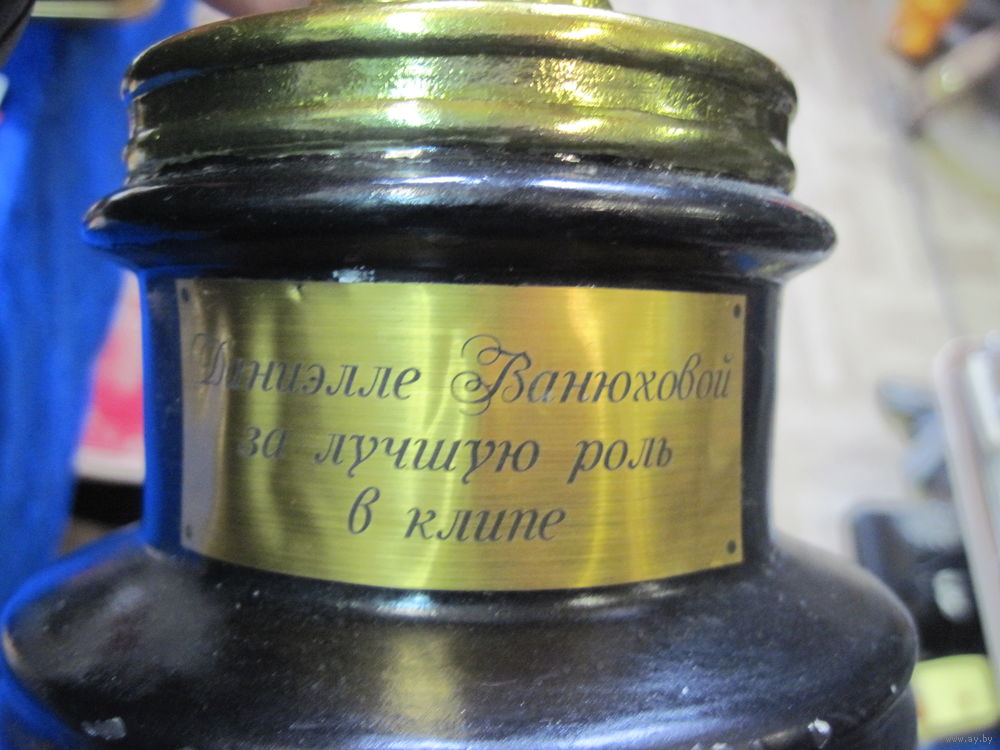 Даниэлле Ванюховой
за лучшую роль
в клипе
www.ay.by